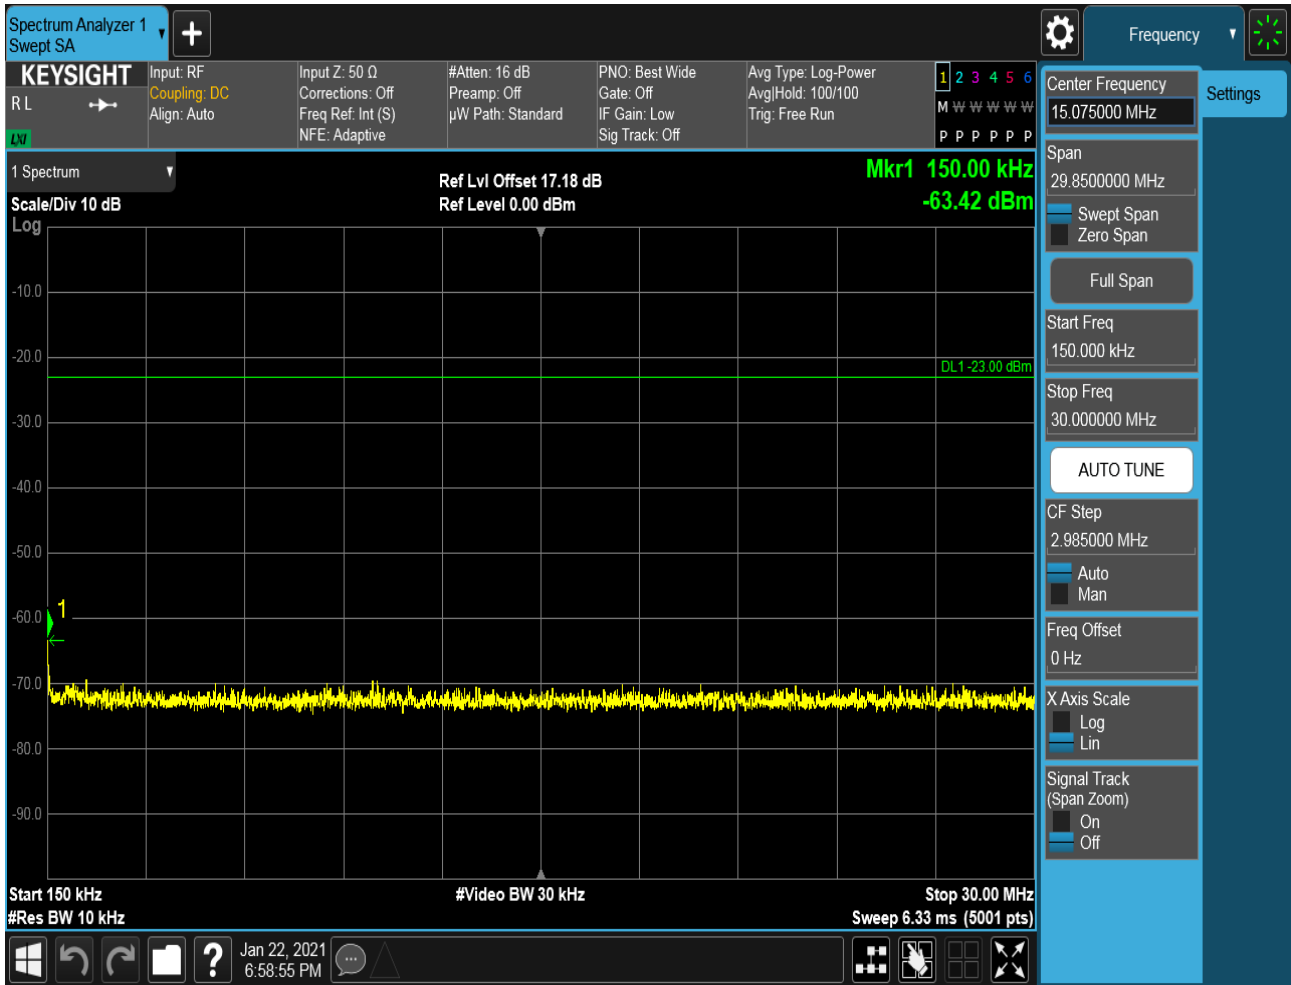 Spectrum Analyzer 1
Swept SA
+
Frequency
KEYSIGHT
R L
LXI
Input: RF
Coupling: DC
Align: Auto
Input Z: 50 Ω
Corrections: Off
Freq Ref: Int (S)
NFE: Adaptive
#Atten: 16 dB
Preamp: Off
µW Path: Standard
PNO: Best Wide
Gate: Off
IF Gain: Low
Sig Track: Off
Avg Type: Log-Power
Avg|Hold: 100/100
Trig: Free Run
1 2 3 4 5 6
M W W W W W
P P P P P P
1 Spectrum
Scale/Div 10 dB
Log
Ref Lvl Offset 17.18 dB
Ref Level 0.00 dBm
Mkr1 150.00 kHz
-63.42 dBm
-10.0
-20.0
DL1 -23.00 dBm
-30.0
-40.0
-50.0
1
-60.0
-70.0
-80.0
-90.0
Start 150 kHz
#Res BW 10 kHz
#Video BW 30 kHz
Stop 30.00 MHz
Sweep 6.33 ms (5001 pts)
Center Frequency
15.075000 MHz
Settings
Span
29.8500000 MHz
Swept Span
Zero Span
Full Span
Start Freq
150.000 kHz
Stop Freq
30.000000 MHz
AUTO TUNE
CF Step
2.985000 MHz
Auto
Man
Freq Offset
0 Hz
X Axis Scale
Log
Lin
Signal Track
(Span Zoom)
On
Off
?
Jan 22, 2021
6:58:55 PM